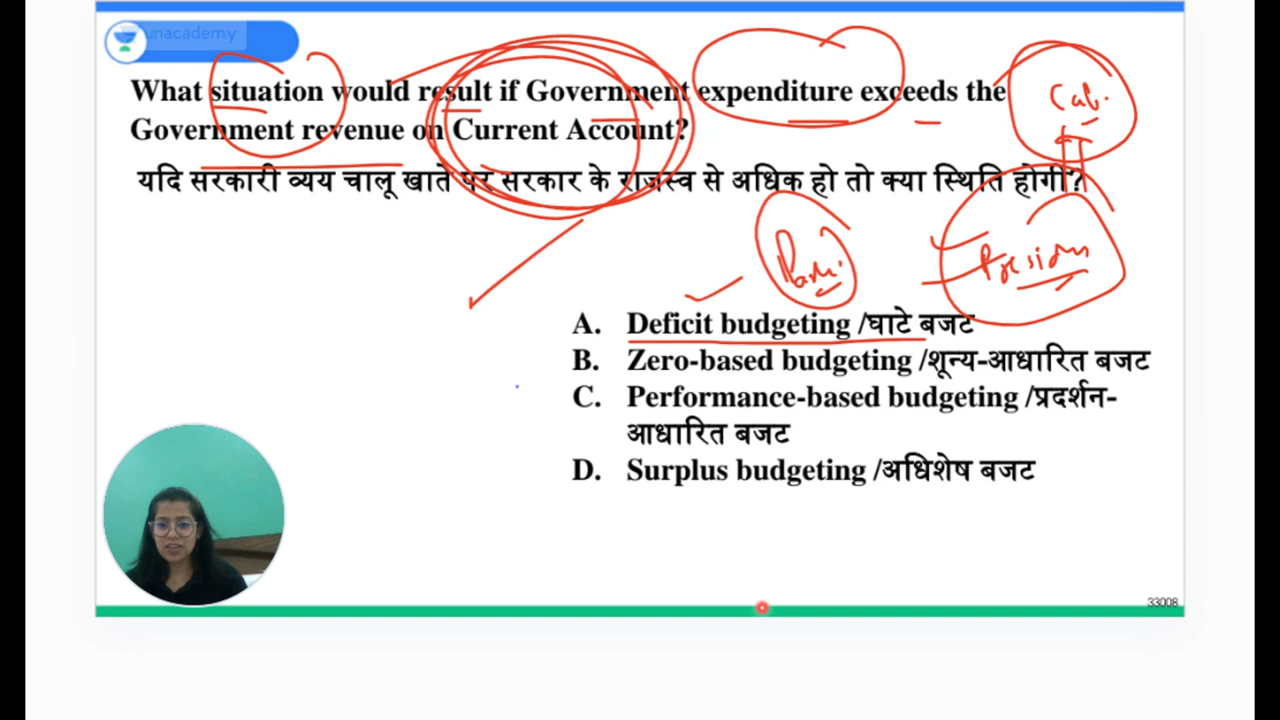 unacademy
What situation would result if Government expenditure exceeds the
Government revenue on Current Account?
यदि सरकारी व्यय चालू खाते पर सरकार के राजस्व से अधिक हो तो क्या स्थिति होगी?
Cab.
A. Deficit budgeting /घाटे बजट
B. Zero-based budgeting /शून्य-आधारित बजट
C. Performance-based budgeting /प्रदर्शन-
आधारित बजट
D. Surplus budgeting /अधिशेष बजट
33008